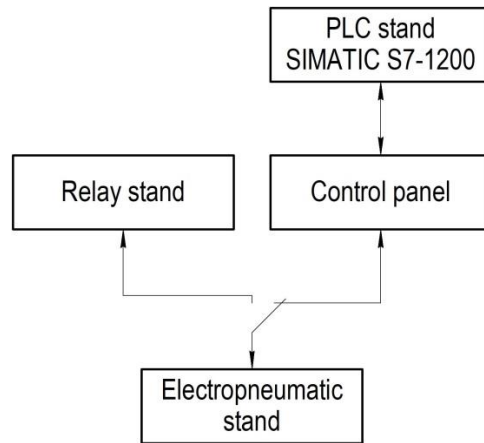 PLC stand
SIMATIC S7-1200
Relay stand
Control panel
Electropneumatic
stand